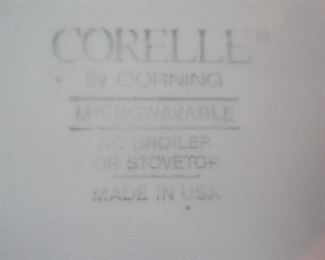 CORELLE®
By CORNING
MICROWAVABLE
NO BROILER
OR STOVETOP
MADE IN USA